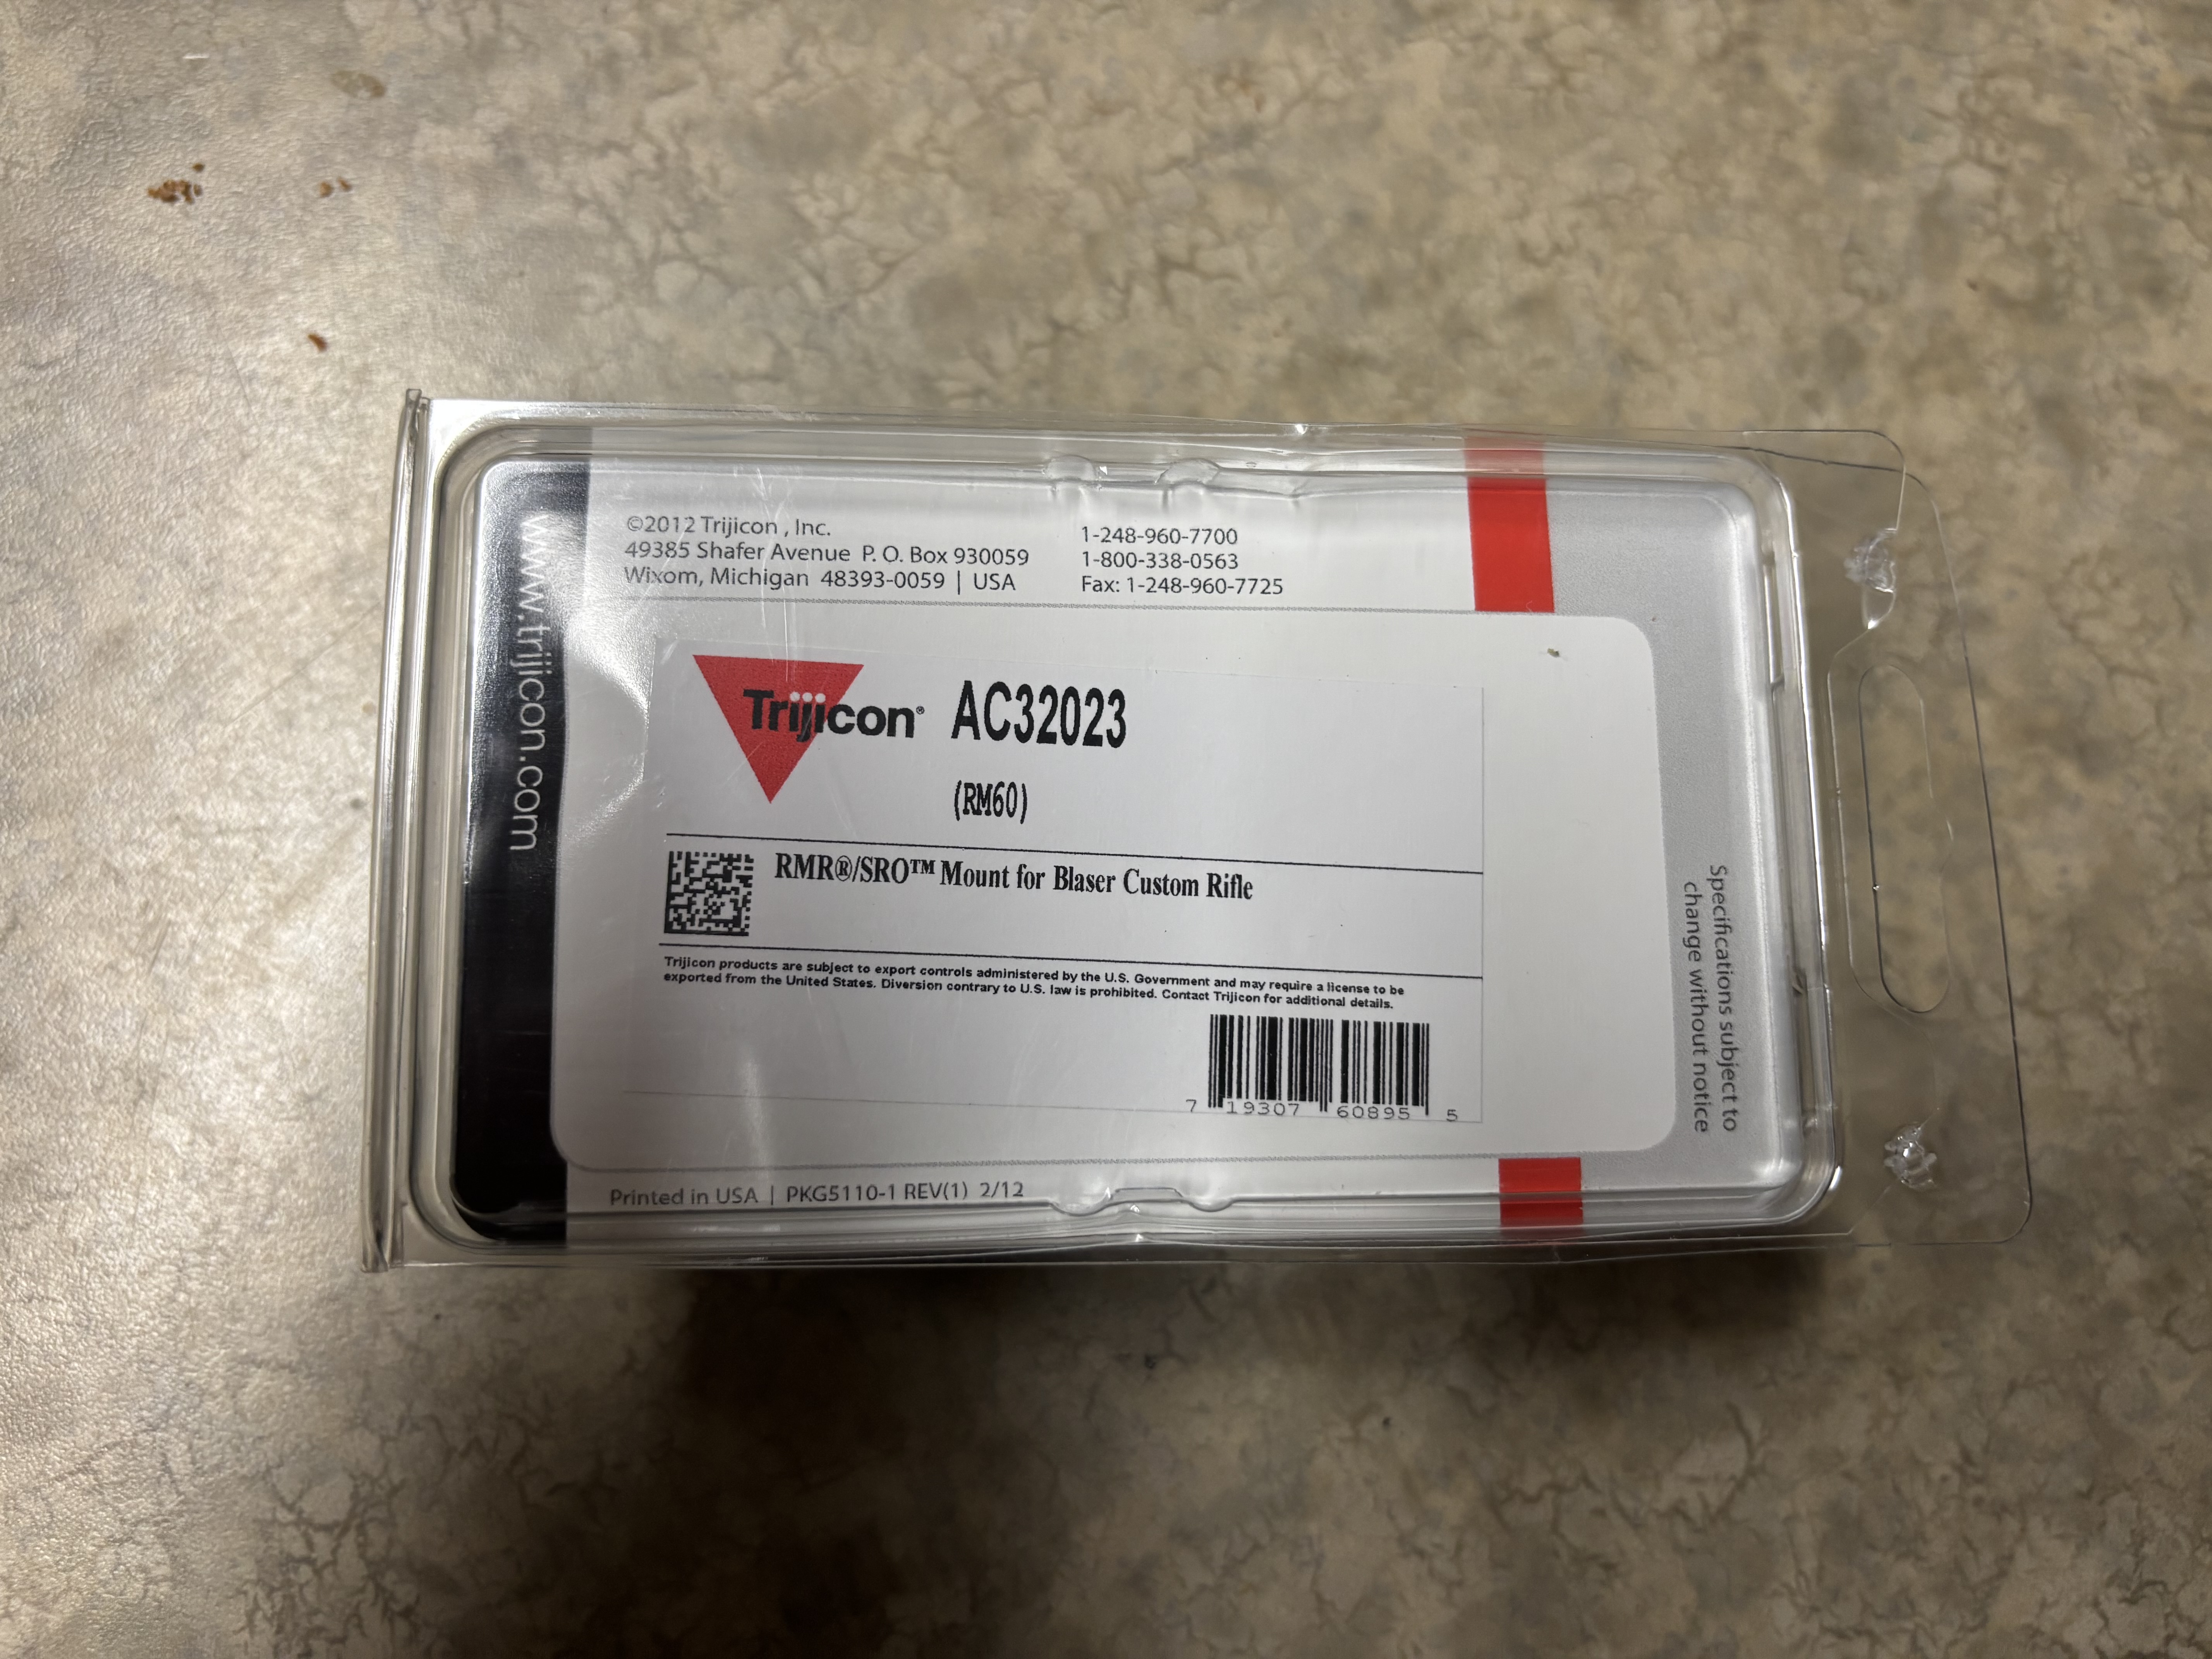 www.trijicon.com
©2012 Trijicon , Inc.
49385 Shafer Avenue P. O. Box 930059
Wixom, Michigan 48393-0059 | USA
1-248-960-7700
1-800-338-0563
Fax: 1-248-960-7725
Trijicon® AC32023
(RM60)
RMR®/SRO™ Mount for Blaser Custom Rifle
Trijicon products are subject to export controls administered by the U.S. Government and may require a license to be
exported from the United States. Diversion contrary to U.S. law is prohibited. Contact Trijicon for additional details.
7 19307 60895 5
Specifications subject to
change without notice
Printed in USA | PKG5110-1 REV(1) 2/12